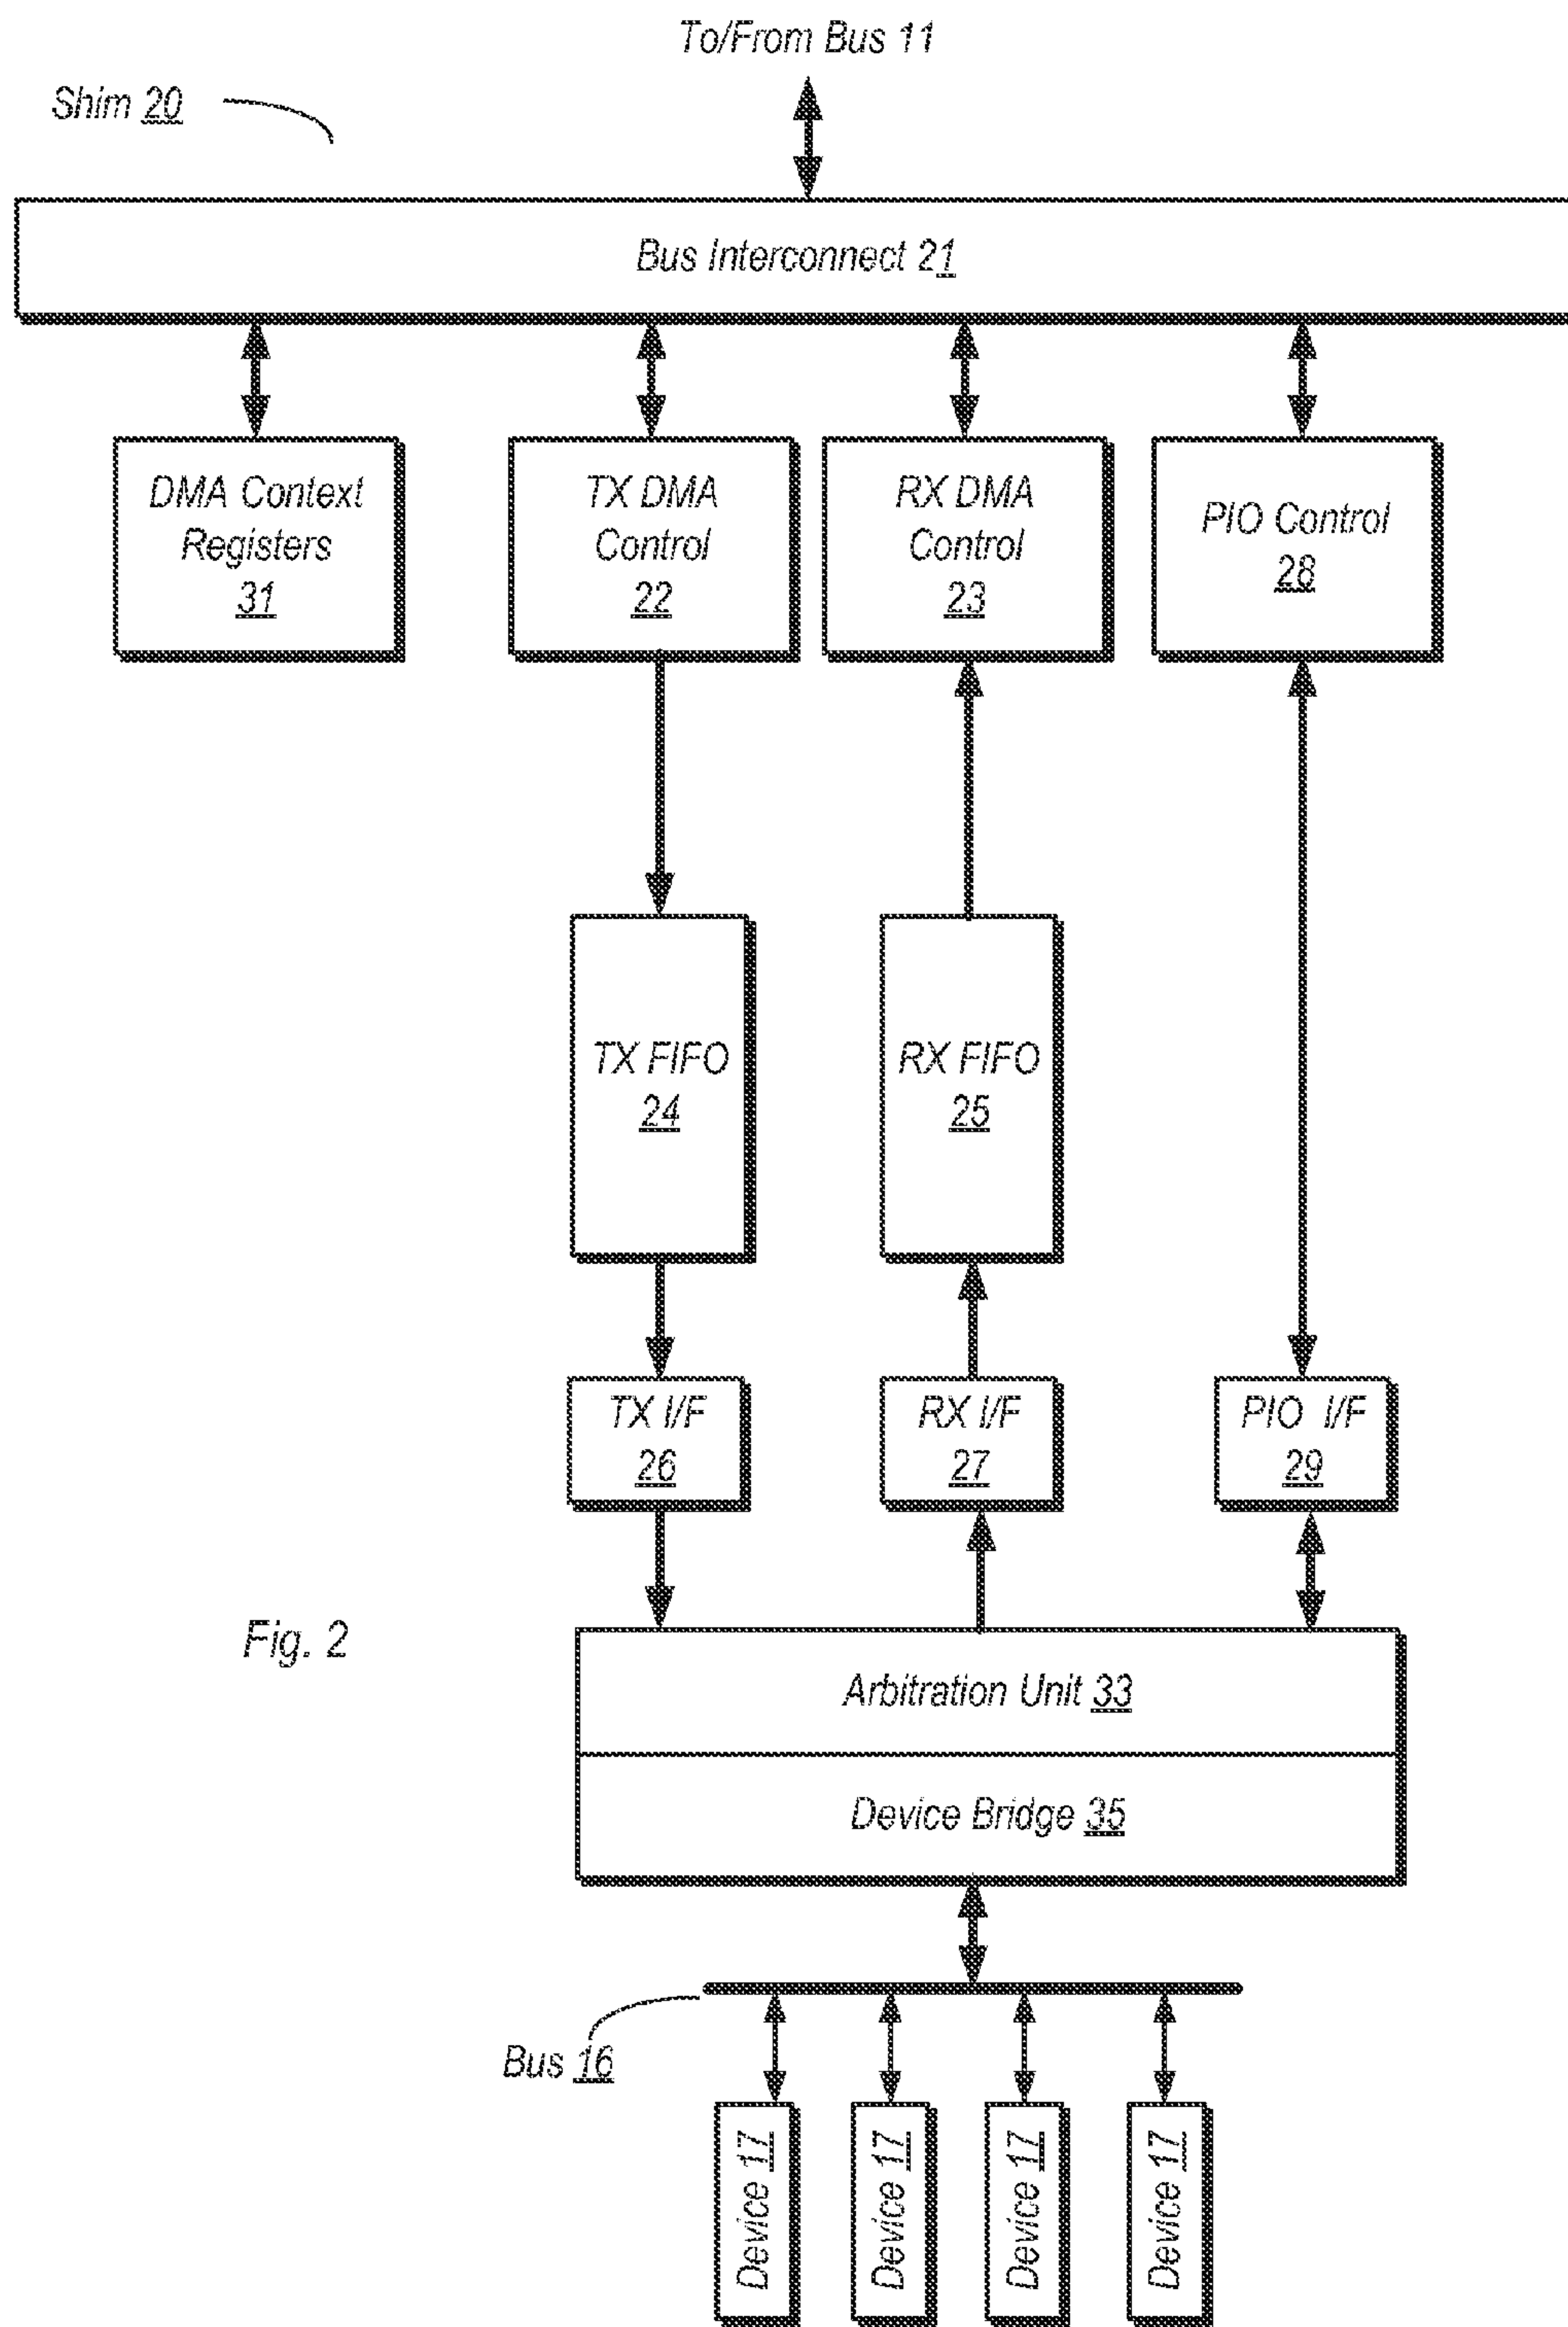 To/From Bus 11
Shim 20
Bus Interconnect 21
DMA Context
Registers
31
TX DMA
Control
22
RX DMA
Control
23
PIO Control
28
TX FIFO
24
RX FIFO
25
TX I/F
26
RX I/F
27
PIO I/F
29
Fig. 2
Arbitration Unit 33
Device Bridge 35
Bus 16
Device 17
Device 17
Device 17
Device 17